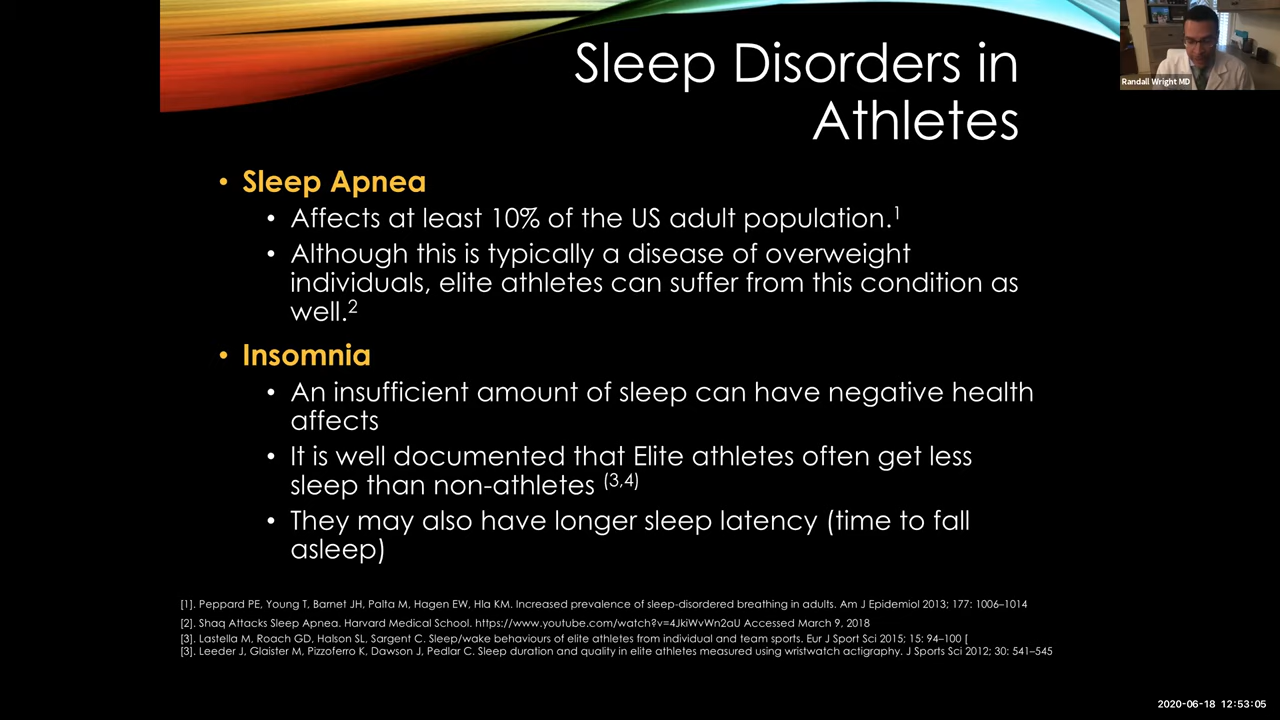 Sleep Disorders in
Athletes
Randall Wright MD
• Sleep Apnea
• Affects at least 10% of the US adult population.1
• Although this is typically a disease of overweight
individuals, elite athletes can suffer from this condition as
well.2
• Insomnia
• An insufficient amount of sleep can have negative health
affects
• It is well documented that Elite athletes often get less
sleep than non-athletes (3,4)
• They may also have longer sleep latency (time to fall
asleep)
[1]. Peppard PE, Young T, Barnet JH, Palta M, Hagen EW, Hla KM. Increased prevalence of sleep-disordered breathing in adults. Am J Epidemiol 2013; 177: 1006–1014
[2]. Shaq Attacks Sleep Apnea. Harvard Medical School. https://www.youtube.com/watch?v=4JkiWvWn2aU Accessed March 9, 2018
[3]. Lastella M, Roach GD, Halson SL, Sargent C. Sleep/wake behaviours of elite athletes from individual and team sports. Eur J Sport Sci 2015; 15: 94–100 [
[3]. Leeder J, Glaister M, Pizzoferro K, Dawson J, Pedlar C. Sleep duration and quality in elite athletes measured using wristwatch actigraphy. J Sports Sci 2012; 30: 541–545
2020-06-18 12:53:05